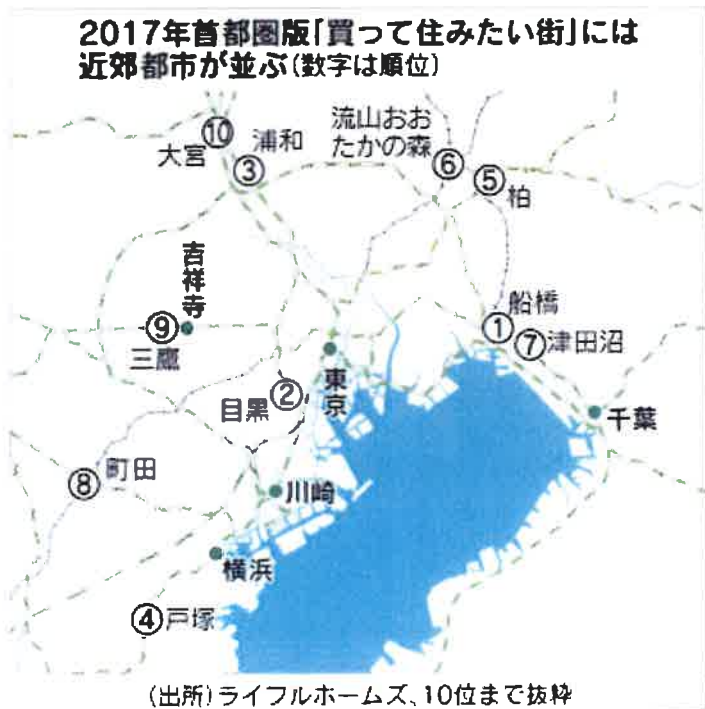 2017年首都圏版「買って住みたい街」には
近郊都市が並ぶ(数字は順位)
⑩
大宮
浦和
③
流山おお
たかの森
⑥
⑤
柏
吉祥寺
⑨
三鷹
船橋
①
⑦津田沼
東京
②
目黒
千葉
町田
⑧
川崎
横浜
④戸塚
(出所)ライフルホームズ、10位まで抜粋